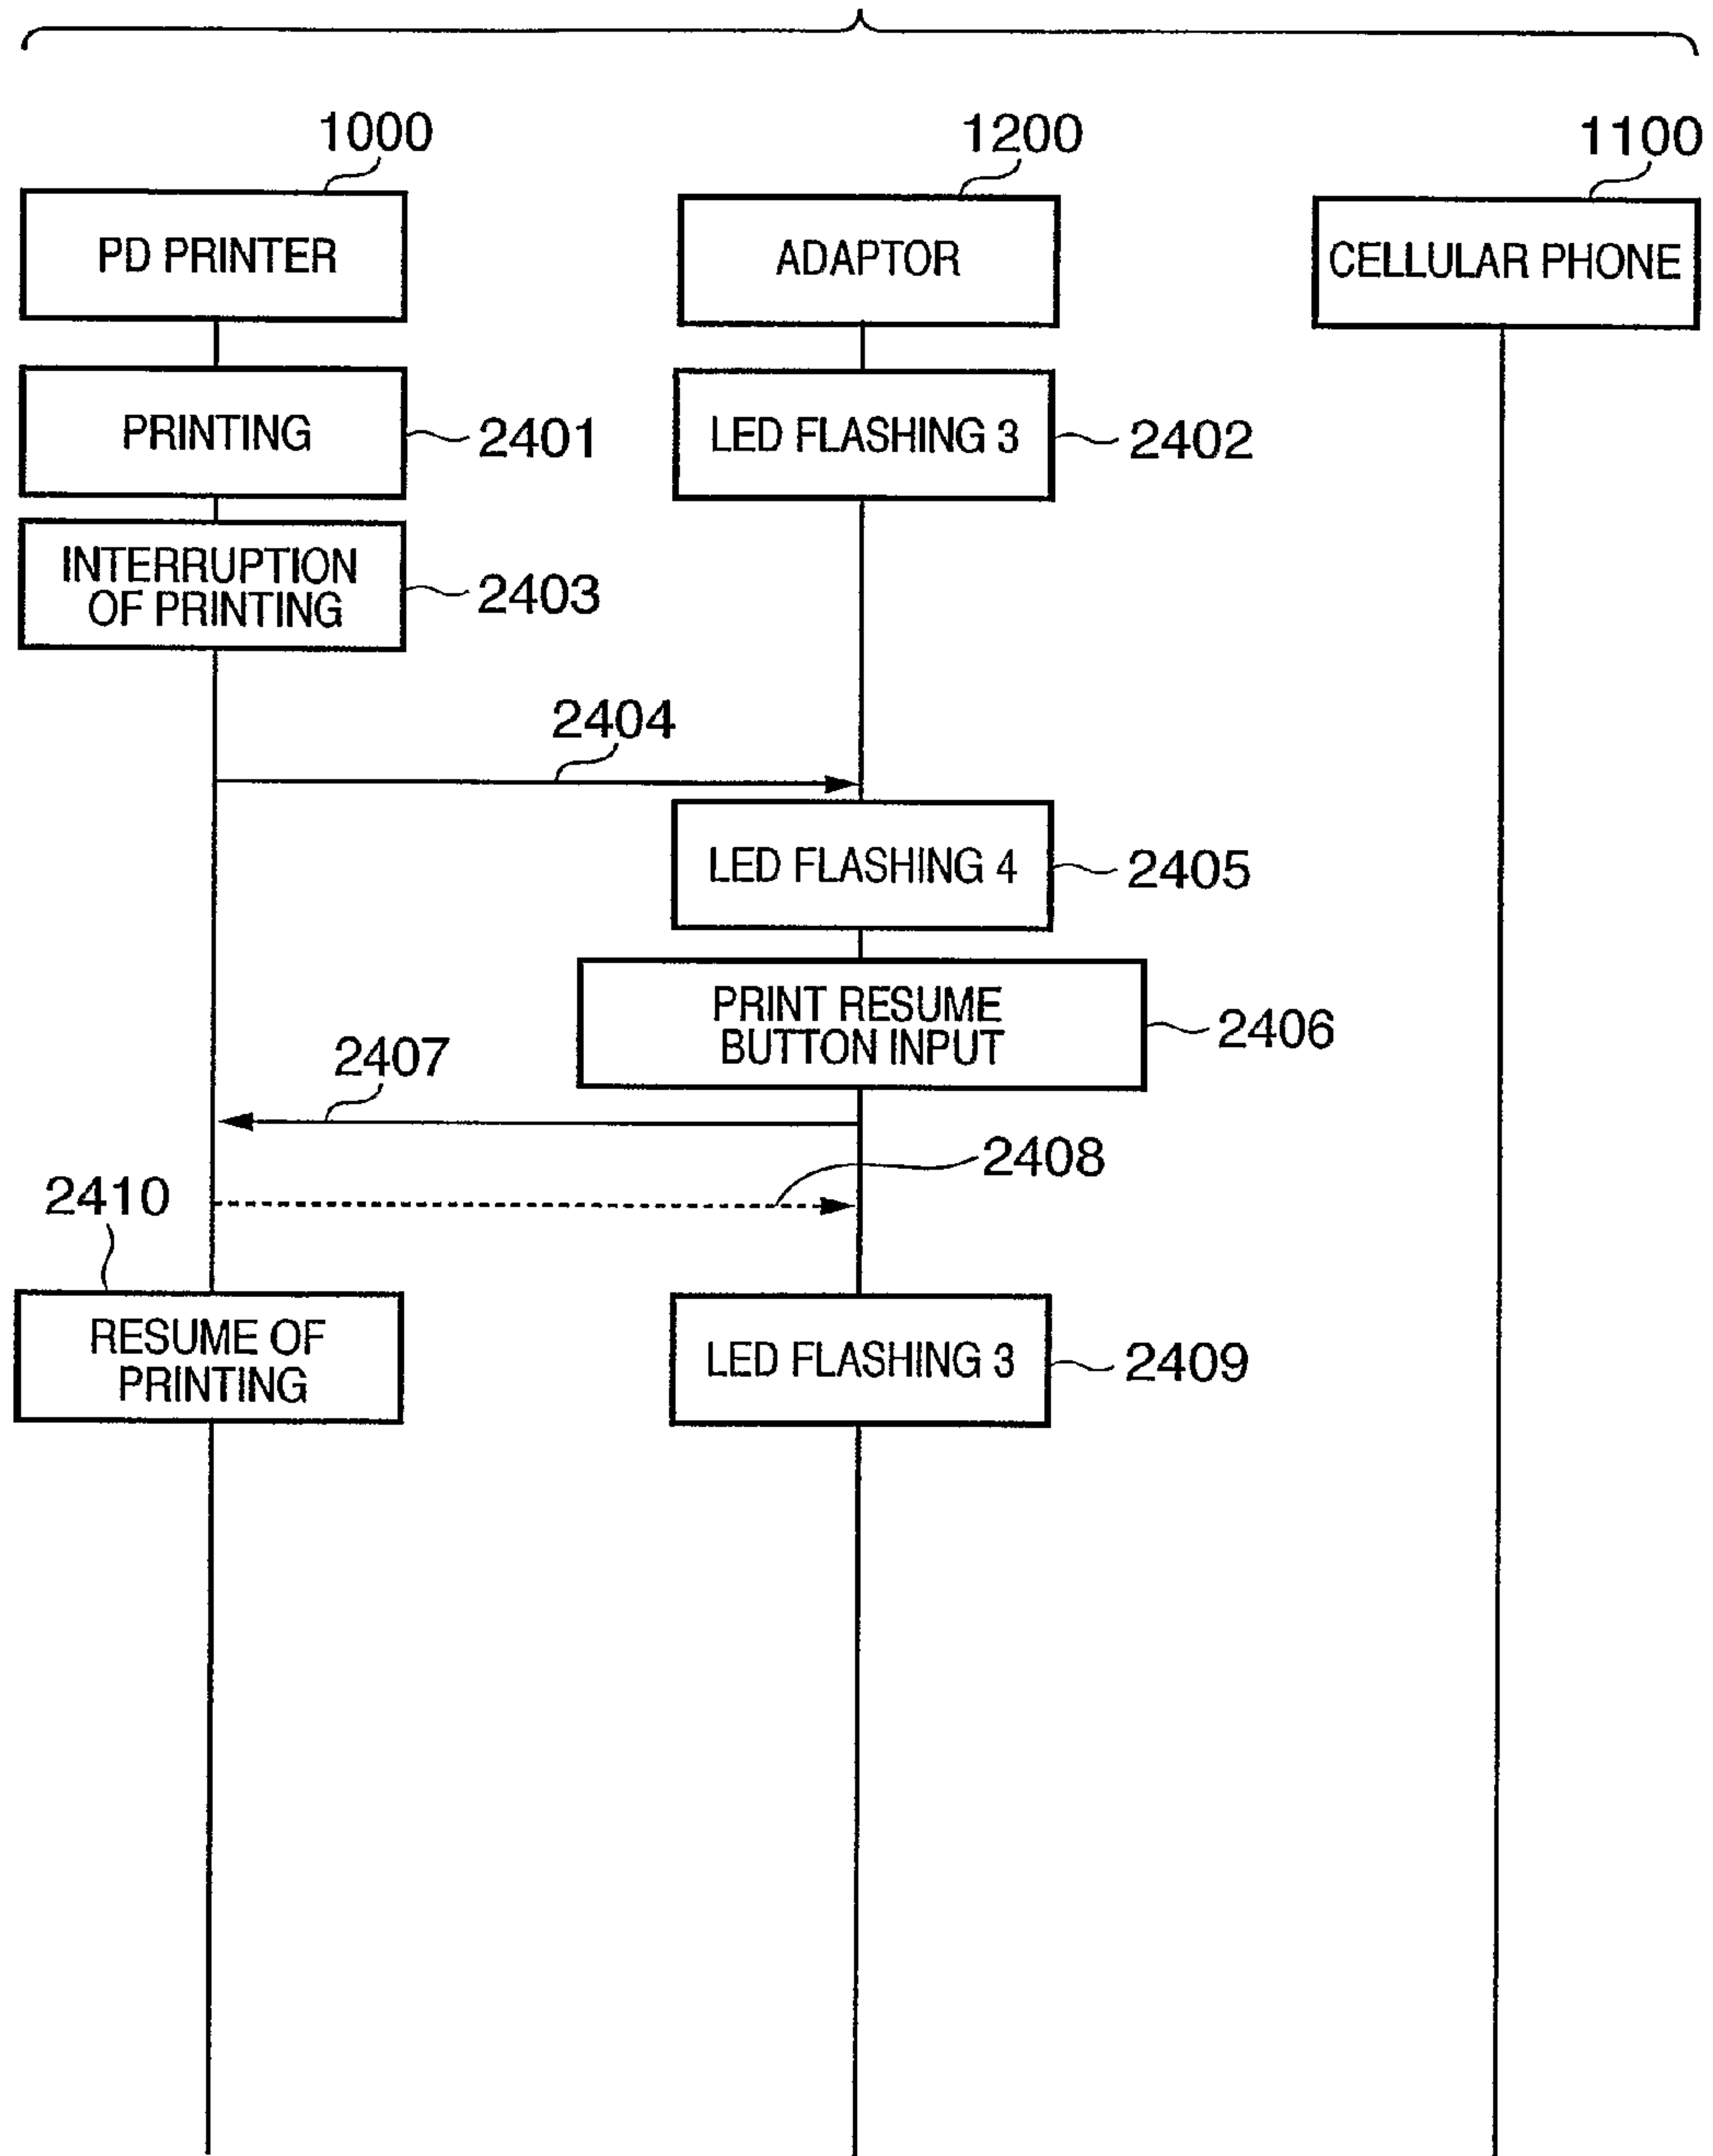 1000
1200
1100
PD PRINTER
ADAPTOR
CELLULAR PHONE
PRINTING
2401
LED FLASHING 3
2402
INTERRUPTION
OF PRINTING
2403
2404
LED FLASHING 4
2405
PRINT RESUME
BUTTON INPUT
2406
2407
2408
2410
RESUME OF
PRINTING
LED FLASHING 3
2409